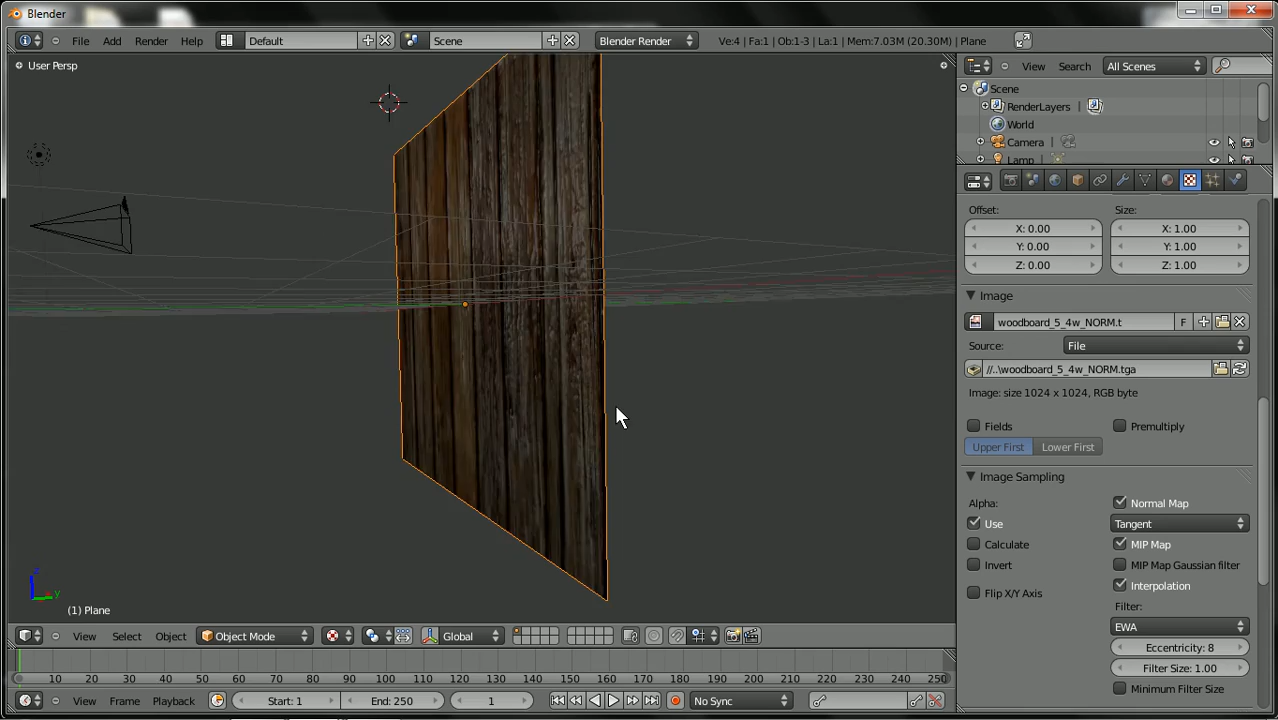 Blender
File Add Render Help Default Scene Blender Render Ve:4 | Fa:1 | Ob:1-3 | La:1 | Mem:7.03M (20.30M) | Plane
User Persp
View Search All Scenes
Scene
RenderLayers
World
Camera
Lamp
Offset: Size:
X: 0.00 X: 1.00
Y: 0.00 Y: 1.00
Z: 0.00 Z: 1.00
Image
woodboard_5_4w_NORM.t F
Source: File
//..\woodboard_5_4w_NORM.tga
Image: size 1024 x 1024, RGB byte
Fields Premultiply
Upper First Lower First
Image Sampling
Alpha: Normal Map
Use Tangent
Calculate MIP Map
Invert MIP Map Gaussian filter
Interpolation
Flip X/Y Axis
Filter:
EWA
Eccentricity: 8
Filter Size: 1.00
Minimum Filter Size
z
y
(1) Plane
View Select Object Object Mode Global
10 20 30 40 50 60 70 80 90 100 110 120 130 140 150 160 170 180 190 200 210 220 230 240 250
View Frame Playback Start: 1 End: 250 1 No Sync